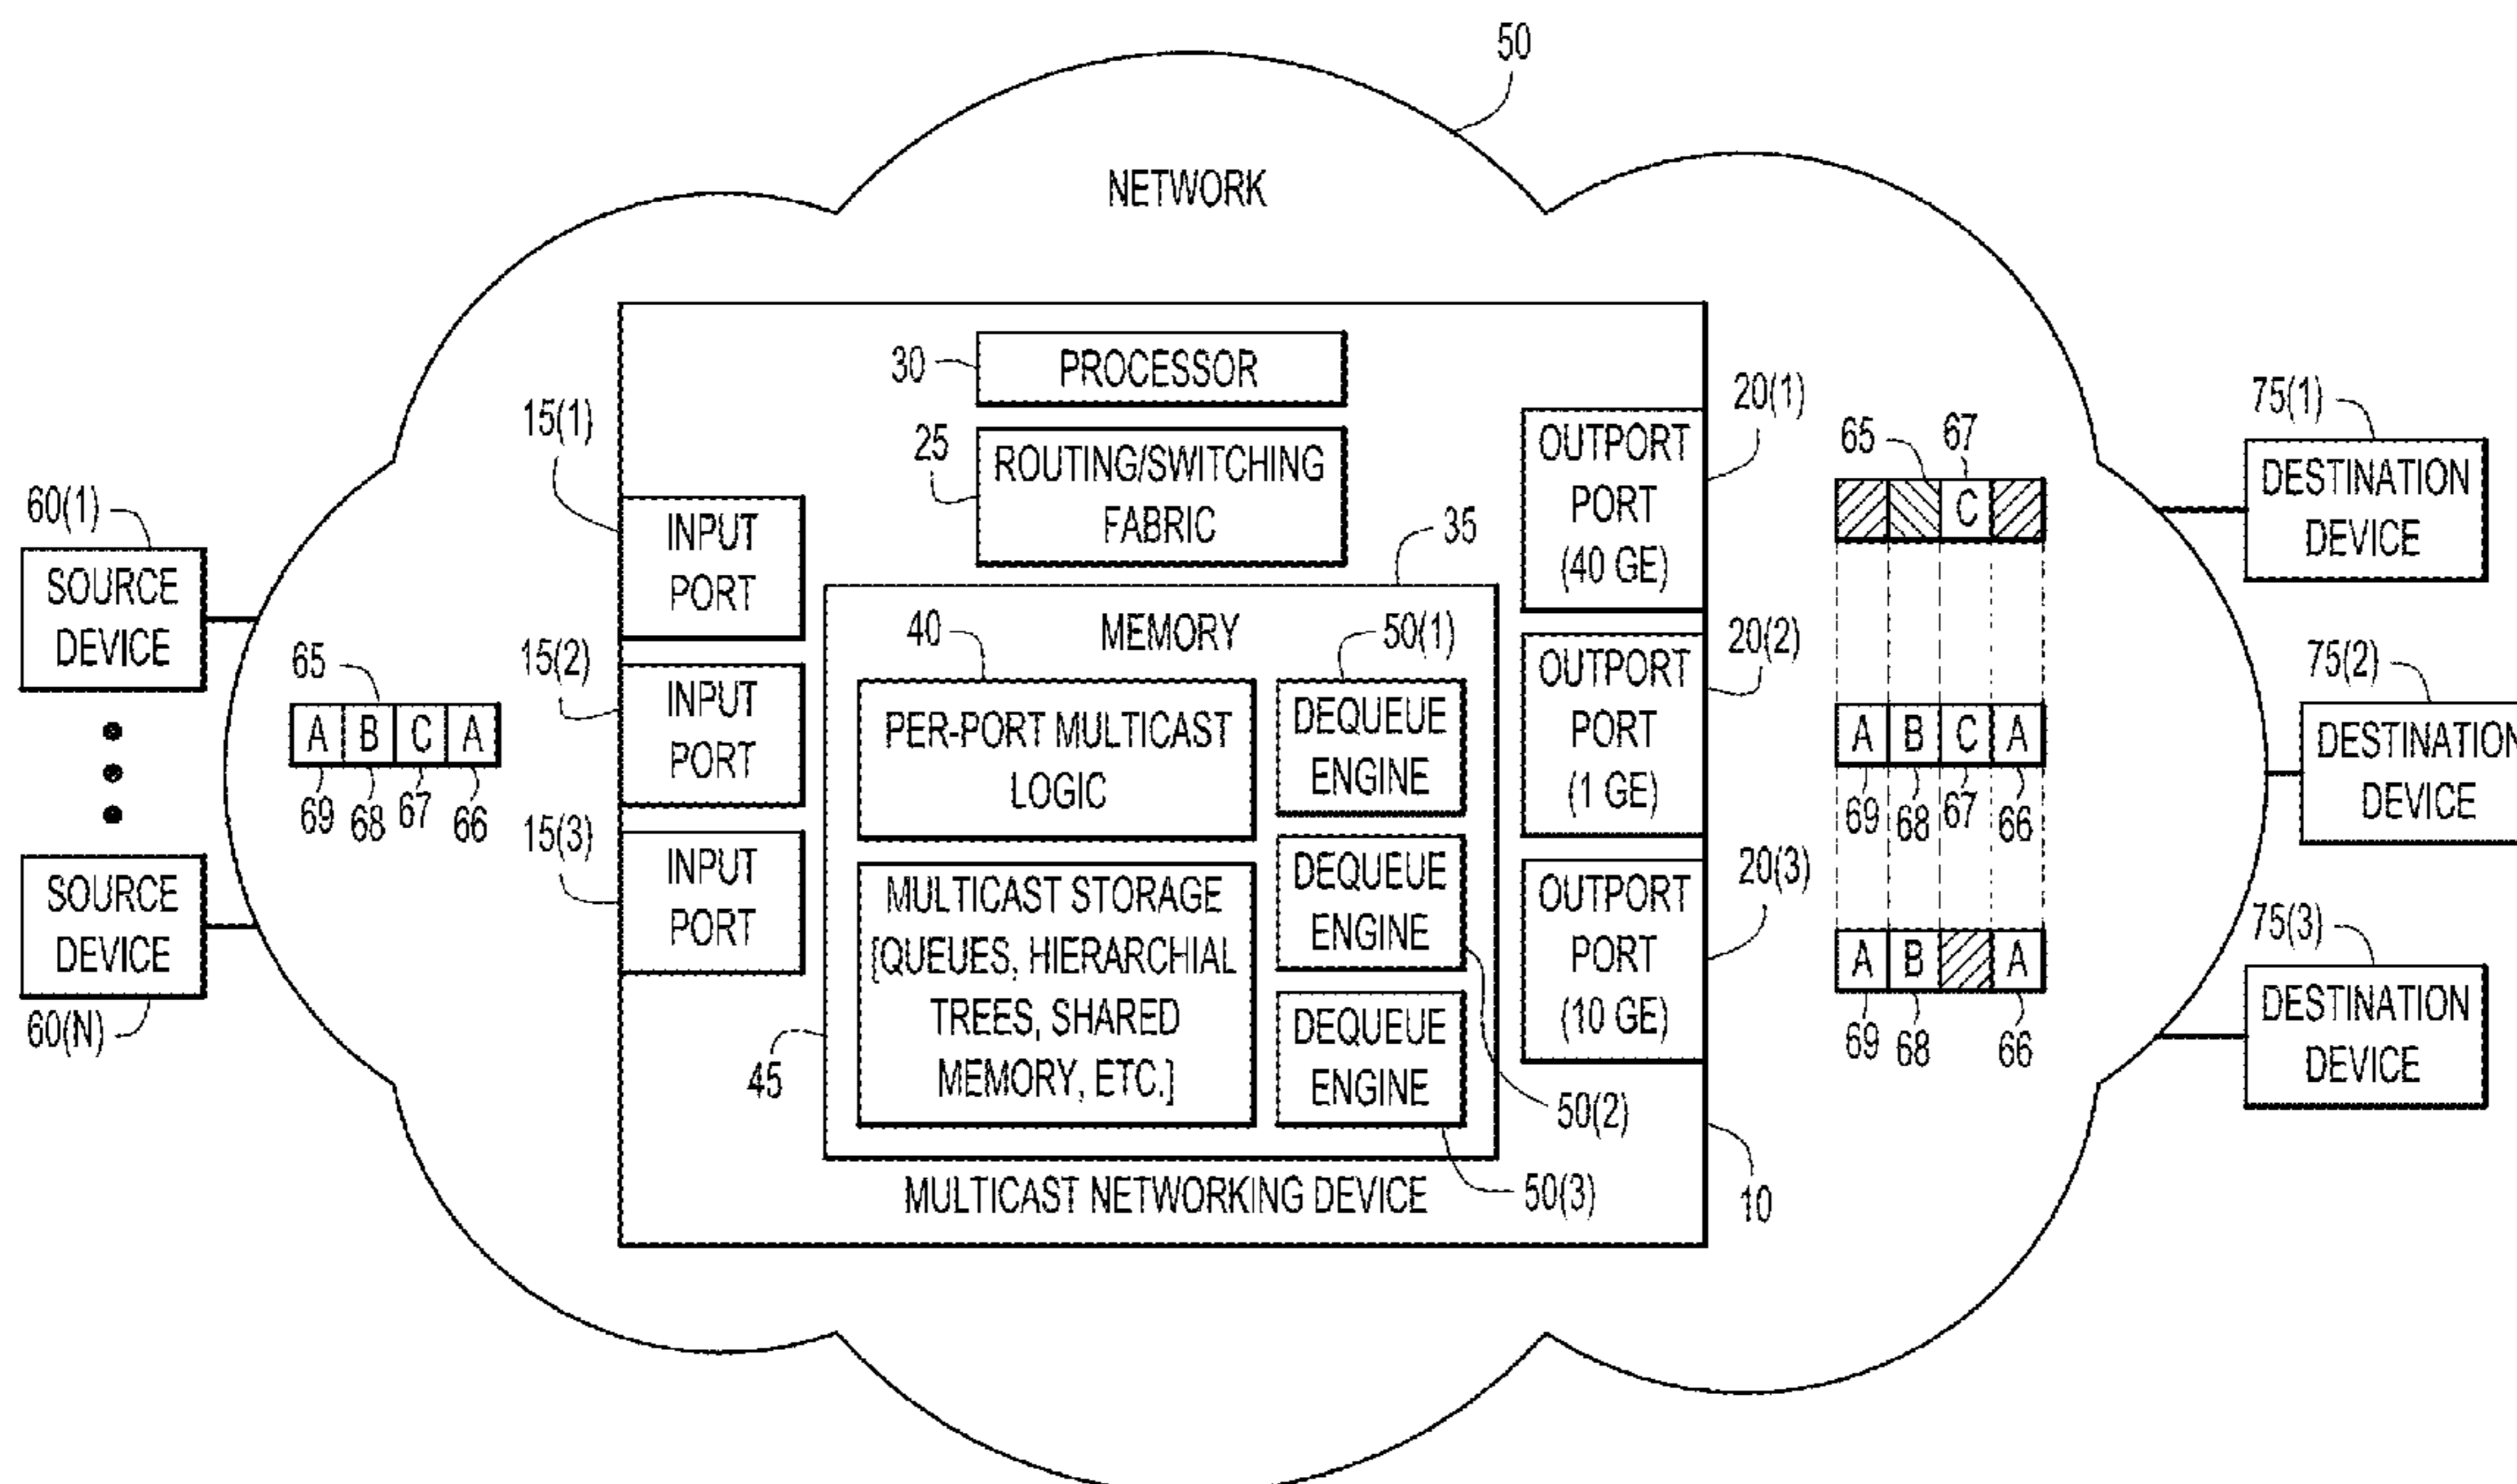 50
NETWORK
30
PROCESSOR
25
ROUTING/SWITCHING
FABRIC
15(1)
INPUT
PORT
15(2)
INPUT
PORT
15(3)
INPUT
PORT
35
MEMORY
40
PER-PORT MULTICAST
LOGIC
45
MULTICAST STORAGE
[QUEUES, HIERARCHIAL
TREES, SHARED
MEMORY, ETC.]
50(1)
DEQUEUE
ENGINE
DEQUEUE
ENGINE
50(2)
DEQUEUE
ENGINE
50(3)
MULTICAST NETWORKING DEVICE
10
20(1)
OUTPORT
PORT
(40 GE)
20(2)
OUTPORT
PORT
(1 GE)
20(3)
OUTPORT
PORT
(10 GE)
60(1)
SOURCE
DEVICE
SOURCE
DEVICE
60(N)
65
A B C A
69 68 67 66
65 67
C
A B C A
69 68 67 66
A B A
69 68 66
75(1)
DESTINATION
DEVICE
75(2)
DESTINATION
DEVICE
75(3)
DESTINATION
DEVICE